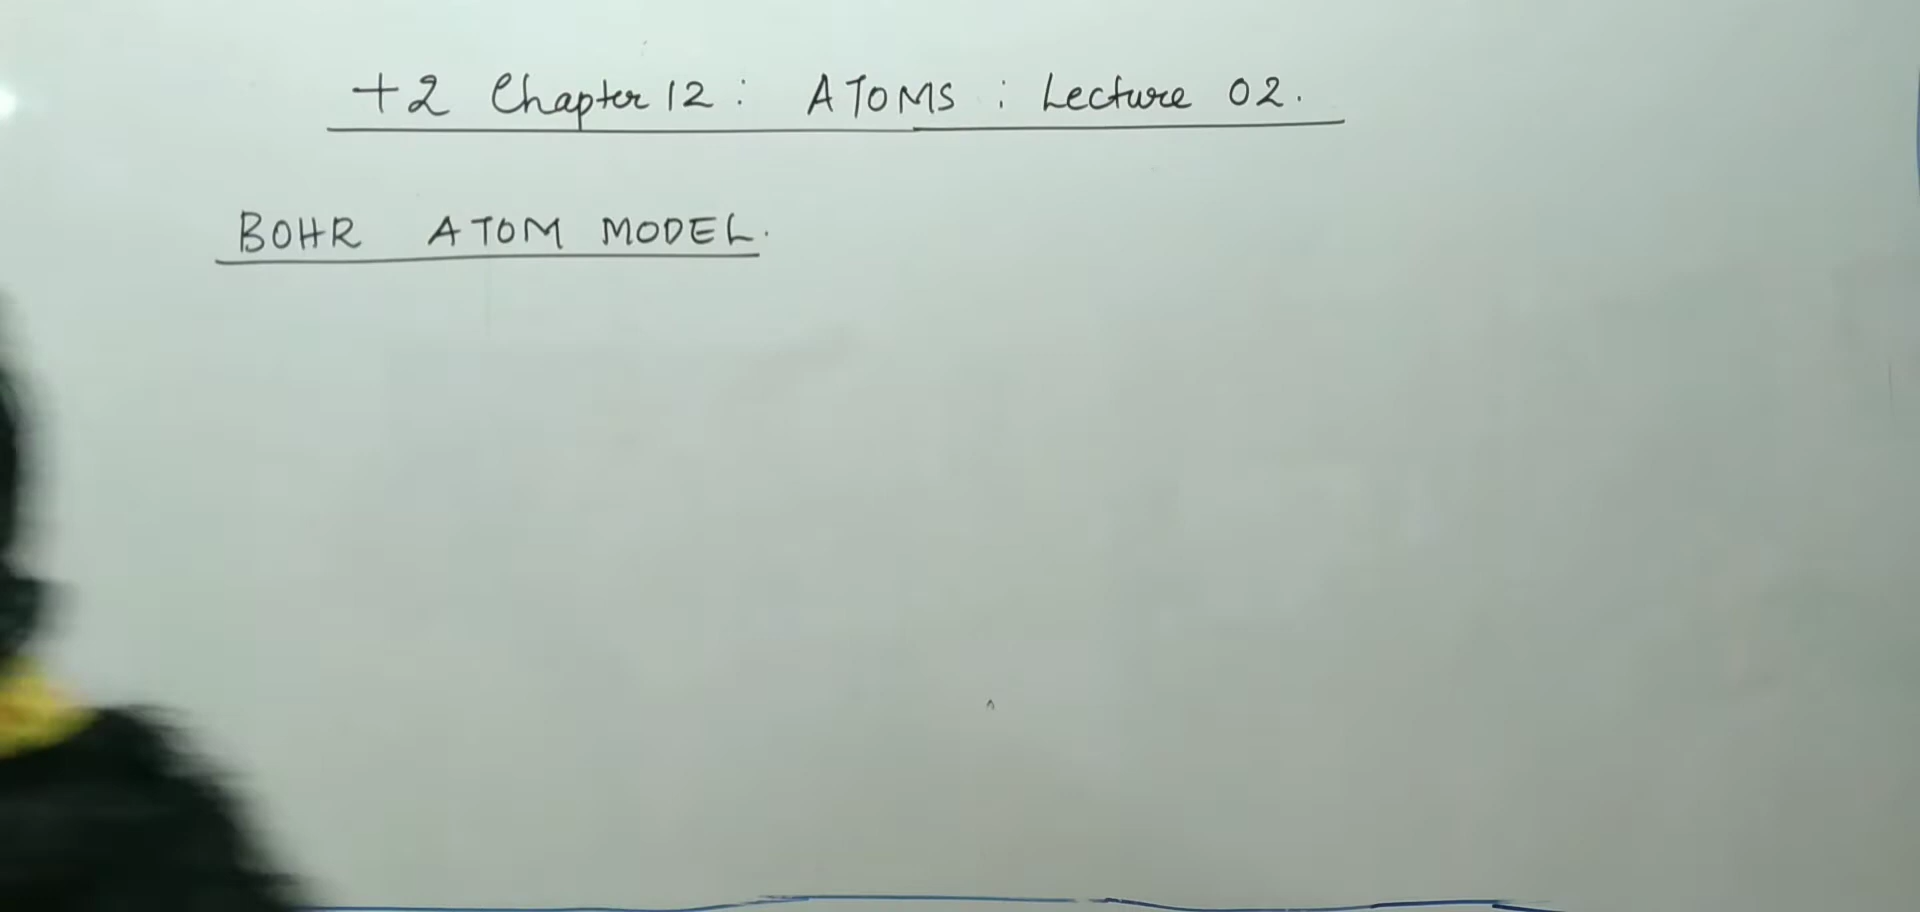 +2 Chapter 12 : ATOMS : Lecture 02.
BOHR ATOM MODEL.